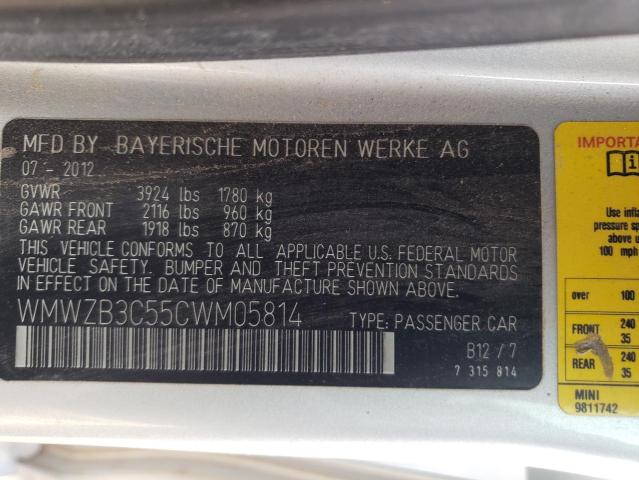 MFD BY BAYERISCHE MOTOREN WERKE AG
07 - 2012
GVWR 3924 lbs 1780 kg
GAWR FRONT 2116 lbs 960 kg
GAWR REAR 1918 lbs 870 kg
THIS VEHICLE CONFORMS TO ALL APPLICABLE U.S. FEDERAL MOTOR
VEHICLE SAFETY, BUMPER AND THEFT PREVENTION STANDARDS
IN EFFECT ON THE DATE OF MANUFACTURE SHOWN ABOVE.
WMWZB3C55CWM05814 TYPE: PASSENGER CAR
B12 / 7
7 315 814
IMPORTA
Use infla
pressure sp
above u
100 mph
over 100
FRONT 240
35
REAR 240
35
MINI
9811742